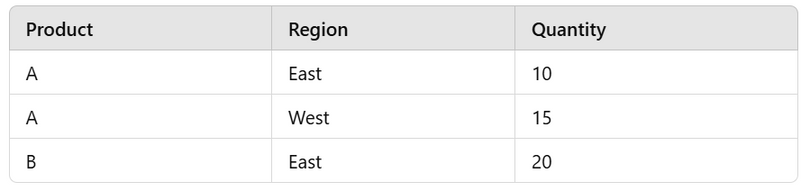 Product Region Quantity
A East 10
A West 15
B East 20